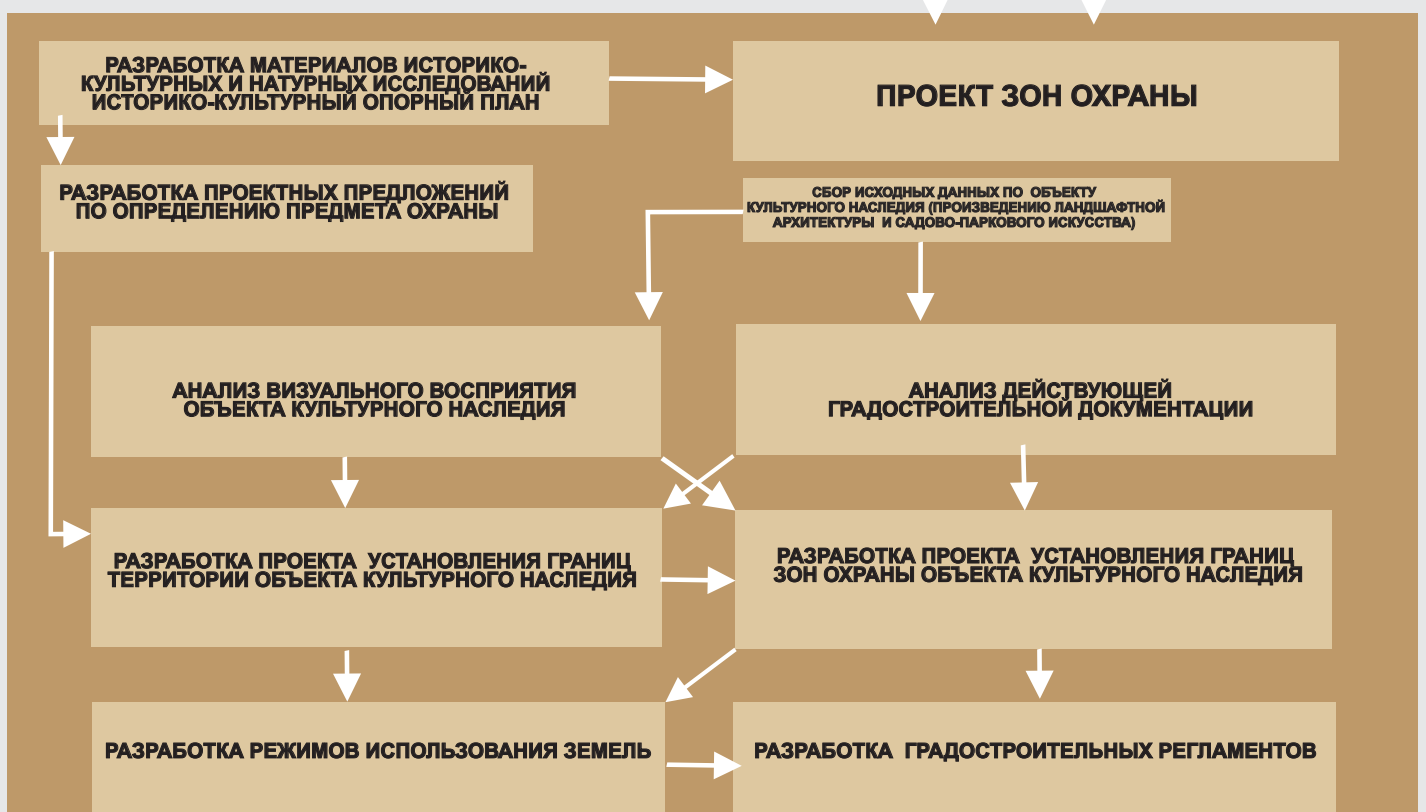 РАЗРАБОТКА МАТЕРИАЛОВ ИСТОРИКО-
КУЛЬТУРНЫХ И НАТУРНЫХ ИССЛЕДОВАНИЙ
ИСТОРИКО-КУЛЬТУРНЫЙ ОПОРНЫЙ ПЛАН
ПРОЕКТ ЗОН ОХРАНЫ
РАЗРАБОТКА ПРОЕКТНЫХ ПРЕДЛОЖЕНИЙ
ПО ОПРЕДЕЛЕНИЮ ПРЕДМЕТА ОХРАНЫ
СБОР ИСХОДНЫХ ДАННЫХ ПО ОБЪЕКТУ
КУЛЬТУРНОГО НАСЛЕДИЯ (ПРОИЗВЕДЕНИЮ ЛАНДШАФТНОЙ
АРХИТЕКТУРЫ И САДОВО-ПАРКОВОГО ИСКУССТВА)
АНАЛИЗ ВИЗУАЛЬНОГО ВОСПРИЯТИЯ
ОБЪЕКТА КУЛЬТУРНОГО НАСЛЕДИЯ
АНАЛИЗ ДЕЙСТВУЮЩЕЙ
ГРАДОСТРОИТЕЛЬНОЙ ДОКУМЕНТАЦИИ
РАЗРАБОТКА ПРОЕКТА УСТАНОВЛЕНИЯ ГРАНИЦ
ТЕРРИТОРИИ ОБЪЕКТА КУЛЬТУРНОГО НАСЛЕДИЯ
РАЗРАБОТКА ПРОЕКТА УСТАНОВЛЕНИЯ ГРАНИЦ
ЗОН ОХРАНЫ ОБЪЕКТА КУЛЬТУРНОГО НАСЛЕДИЯ
РАЗРАБОТКА РЕЖИМОВ ИСПОЛЬЗОВАНИЯ ЗЕМЕЛЬ
РАЗРАБОТКА ГРАДОСТРОИТЕЛЬНЫХ РЕГЛАМЕНТОВ